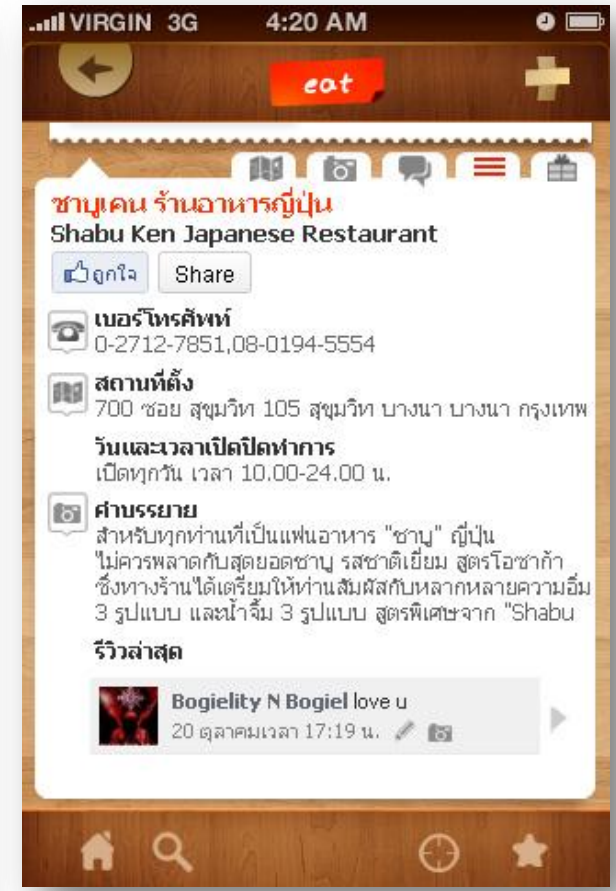 VIRGIN 3G 4:20 AM
eat
ชาบูเคน ร้านอาหารญี่ปุ่น
Shabu Ken Japanese Restaurant
ถูกใจ Share
เบอร์โทรศัพท์
0-2712-7851,08-0194-5554
สถานที่ตั้ง
700 ซอย สุขุมวิท 105 สุขุมวิท บางนา บางนา กรุงเทพ
วันและเวลาเปิดปิดทำการ
เปิดทุกวัน เวลา 10.00-24.00 น.
คำบรรยาย
สำหรับทุกท่านที่เป็นแฟนอาหาร "ชาบู" ญี่ปุ่น
ไม่ควรพลาดกับสุดยอดชาบู รสชาติเยี่ยม สูตรโอซาก้า
ซึ่งทางร้านได้เตรียมให้ท่านสัมผัสกับหลากหลายความอิ่ม
3 รูปแบบ และน้ำจิ้ม 3 รูปแบบ สูตรพิเศษจาก "Shabu
รีวิวล่าสุด
Bogielity N Bogiel love u
20 ตุลาคมเวลา 17:19 น.